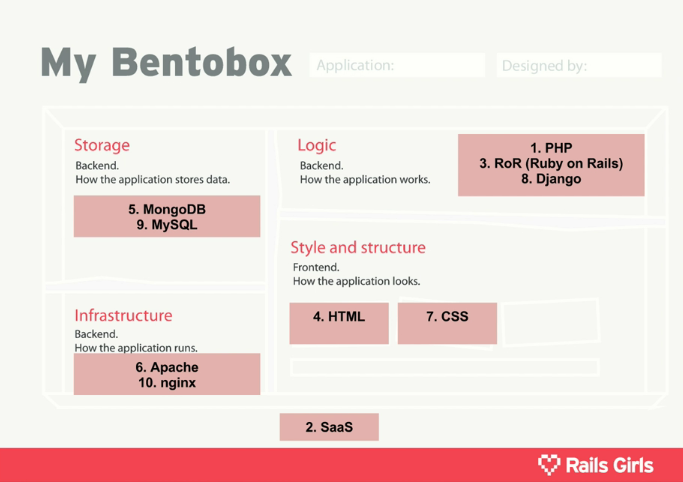 My Bentobox
Application:
Designed by:
Storage
Backend.
How the application stores data.
5. MongoDB
9. MySQL
Logic
Backend.
How the application works.
1. PHP
3. RoR (Ruby on Rails)
8. Django
Style and structure
Frontend.
How the application looks.
4. HTML
7. CSS
Infrastructure
Backend.
How the application runs.
6. Apache
10. nginx
2. SaaS
Rails Girls